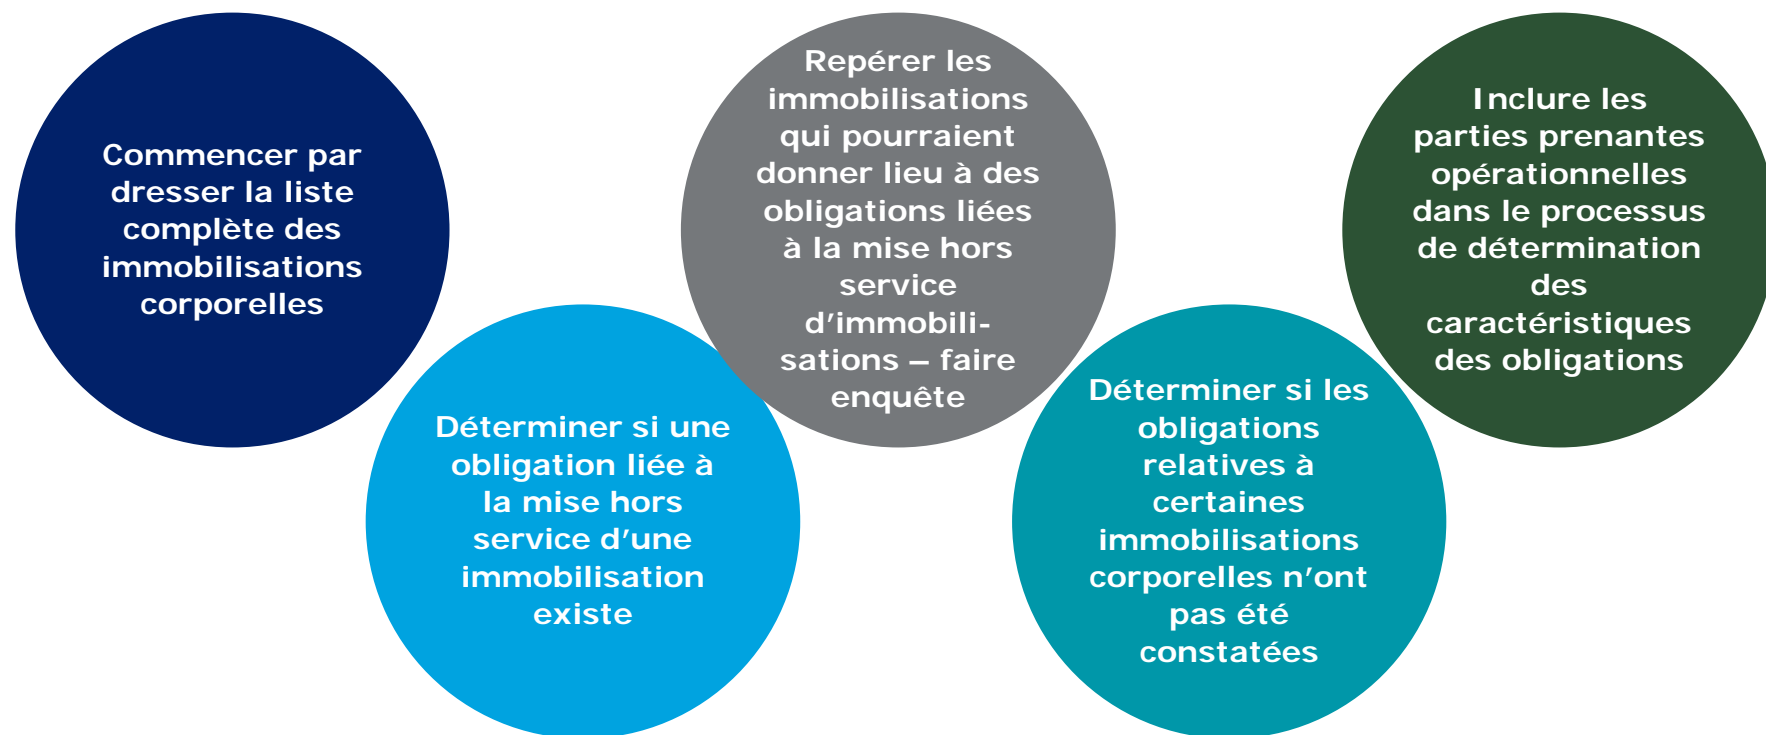 Commencer par
dresser la liste
complète des
immobilisations
corporelles
Déterminer si une
obligation liée à
la mise hors
service d'une
immobilisation
existe
Repérer les
immobilisations
qui pourraient
donner lieu à des
obligations liées
à la mise hors
service
d'immobili-
sations – faire
enquête
Déterminer si les
obligations
relatives à
certaines
immobilisations
corporelles n'ont
pas été
constatées
Inclure les
parties prenantes
opérationnelles
dans le processus
de détermination
des
caractéristiques
des obligations